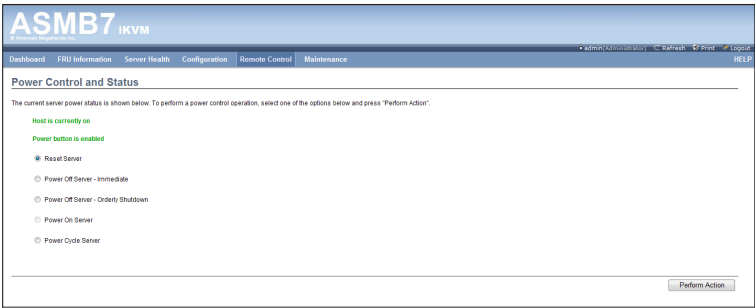 ASMB7 iKVM
© American Megatrends Inc.
admin(Administrator) Refresh Print Logout
Dashboard FRU Information Server Health Configuration Remote Control Maintenance HELP
Power Control and Status
The current server power status is shown below. To perform a power control operation, select one of the options below and press "Perform Action".
Host is currently on
Power button is enabled
Reset Server
Power Off Server - Immediate
Power Off Server - Orderly Shutdown
Power On Server
Power Cycle Server
Perform Action